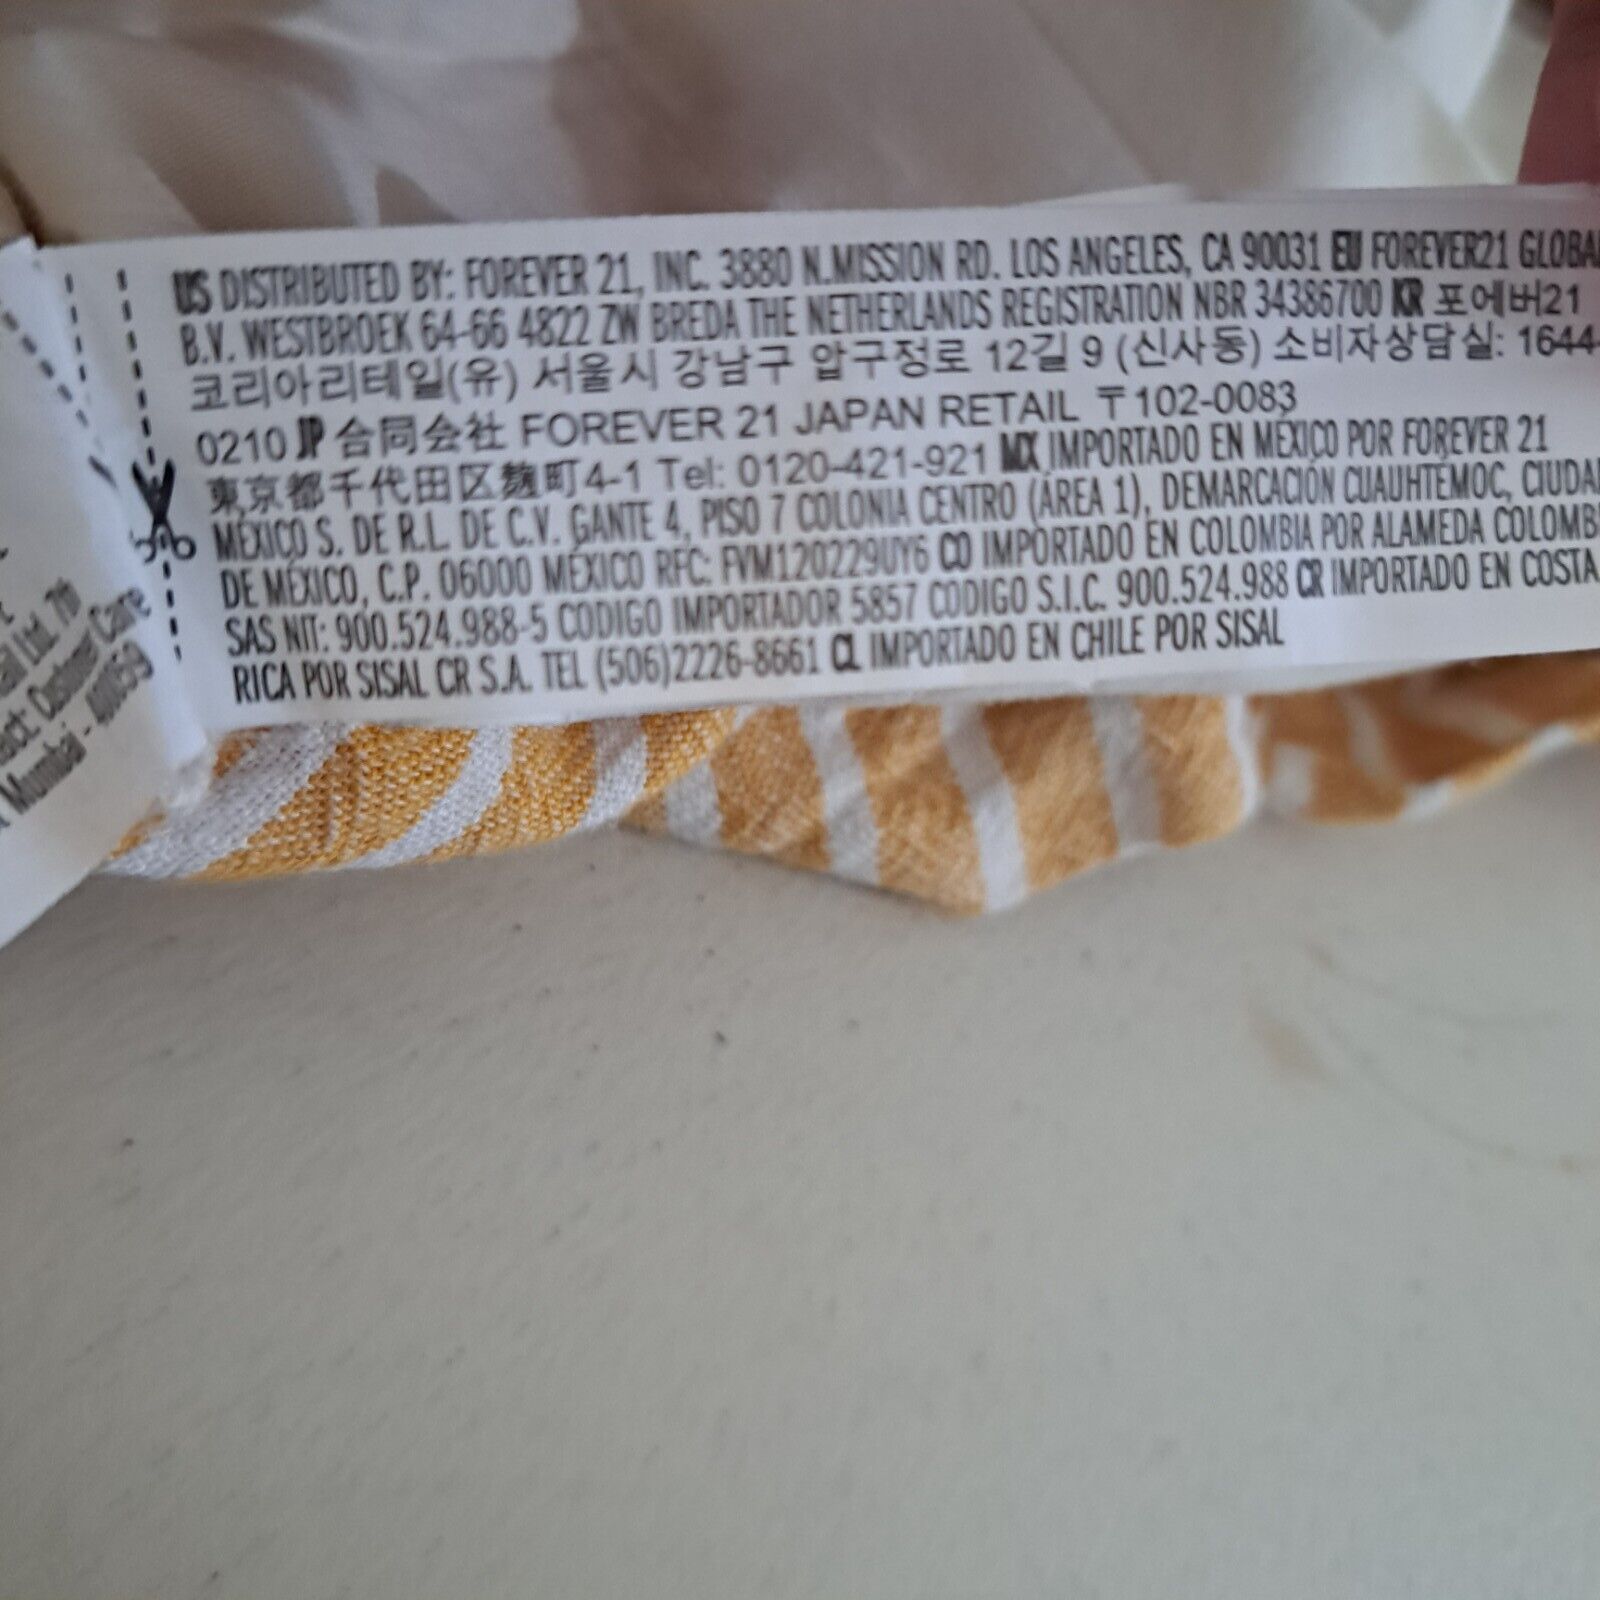 US DISTRIBUTED BY: FOREVER 21, INC. 3880 N.MISSION RD. LOS ANGELES, CA 90031 EU FOREVER21 GLOBAL
B.V. WESTBROEK 64-66 4822 ZW BREDA THE NETHERLANDS REGISTRATION NBR 34386700 KR 포에버21
코리아리테일(유) 서울시 강남구 압구정로 12길 9 (신사동) 소비자상담실: 1644-
0210 JP 合同会社 FOREVER 21 JAPAN RETAIL 〒102-0083
東京都千代田区麹町4-1 Tel: 0120-421-921 MX IMPORTADO EN MÉXICO POR FOREVER 21
MÉXICO S. DE R.L. DE C.V. GANTE 4, PISO 7 COLONIA CENTRO (ÁREA 1), DEMARCACIÓN CUAUHTÉMOC, CIUDAD
DE MÉXICO, C.P. 06000 MÉXICO RFC: FVM120229UY6 CO IMPORTADO EN COLOMBIA POR ALAMEDA COLOMB
SAS NIT: 900.524.988-5 CODIGO IMPORTADOR 5857 CODIGO S.I.C. 900.524.988 CR IMPORTADO EN COSTA
RICA POR SISAL CR S.A. TEL (506)2226-8661 CL IMPORTADO EN CHILE POR SISAL
Ltd. 7th
Customer Care
Mumbai - 400059